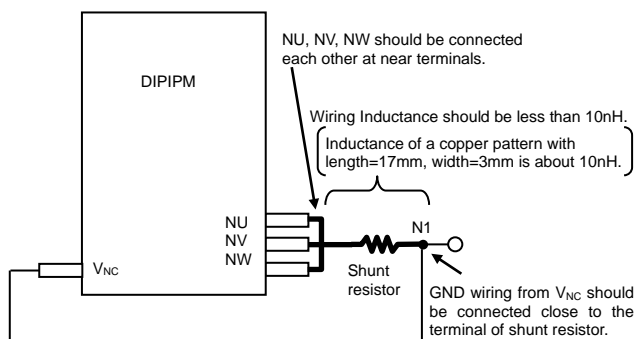 NU, NV, NW should be connected
each other at near terminals.
DIPIPM
Wiring Inductance should be less than 10nH.
Inductance of a copper pattern with
length=17mm, width=3mm is about 10nH.
NU
NV
NW
N1
VNC
Shunt
resistor
GND wiring from VNC should
be connected close to the
terminal of shunt resistor.